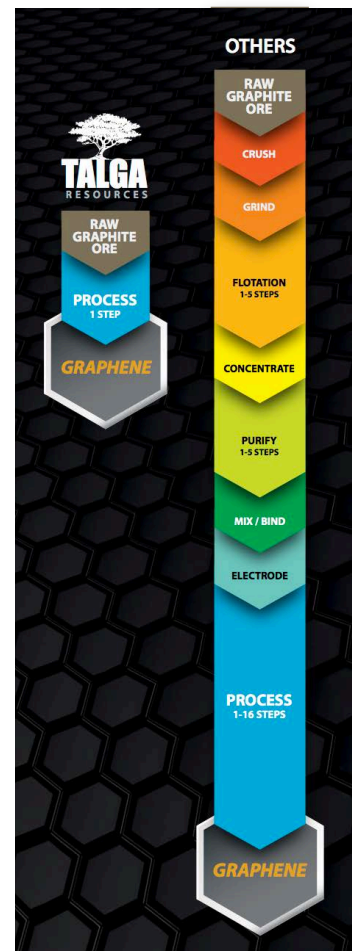 TALGA
RESOURCES
RAW
GRAPHITE
ORE
PROCESS
1 STEP
GRAPHENE
OTHERS
RAW
GRAPHITE
ORE
CRUSH
GRIND
FLOTATION
1-5 STEPS
CONCENTRATE
PURIFY
1-5 STEPS
MIX / BIND
ELECTRODE
PROCESS
1-16 STEPS
GRAPHENE